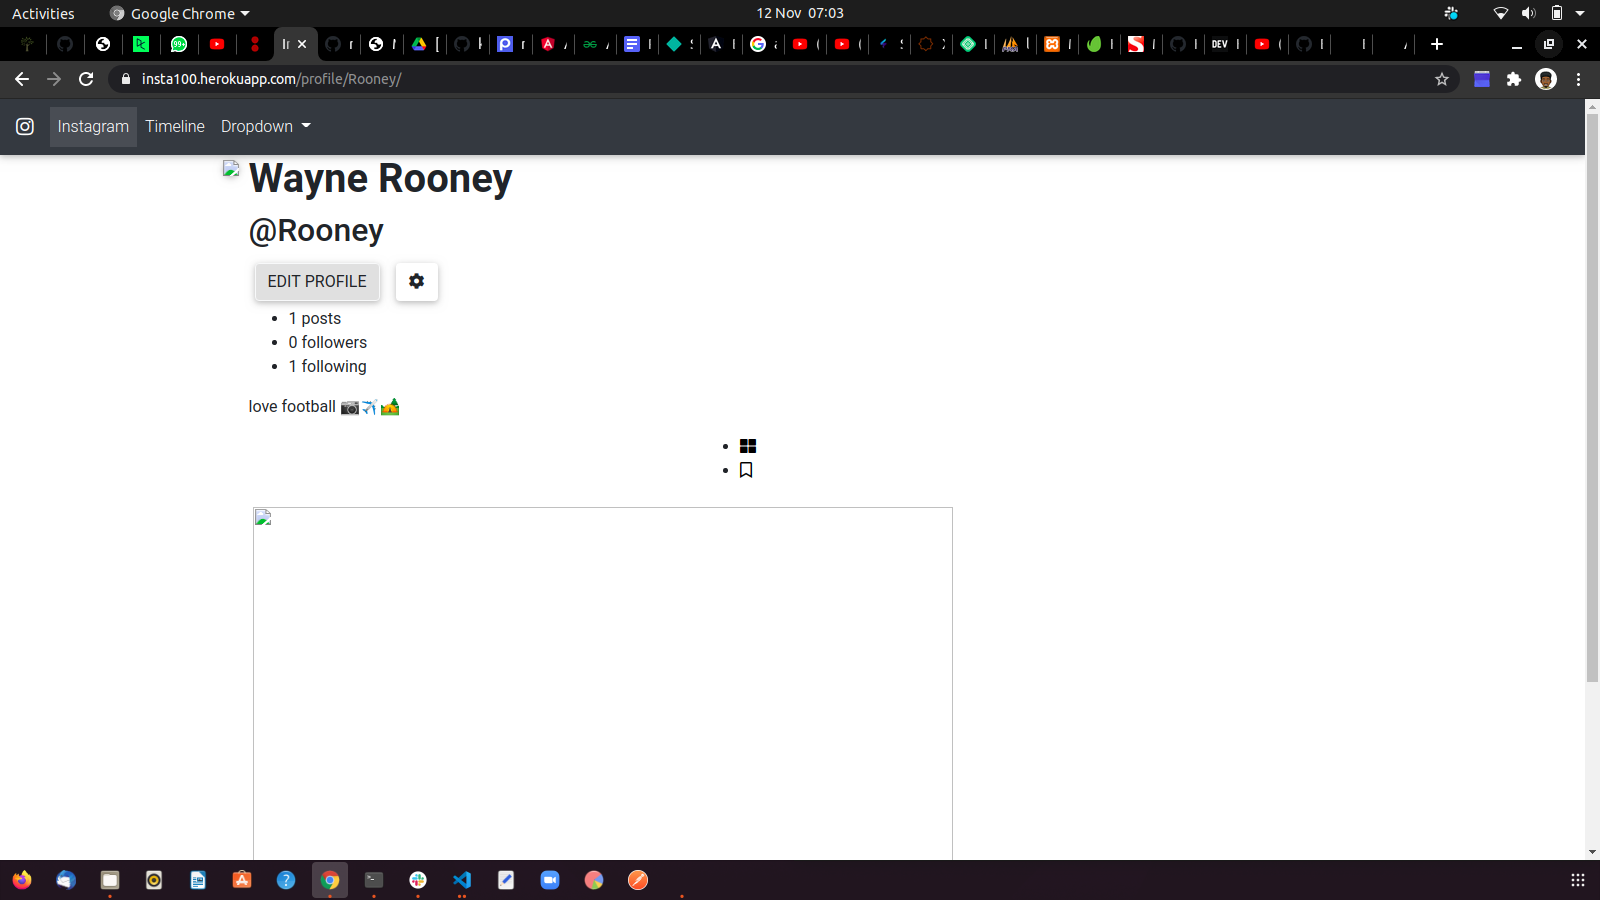 Activities Google Chrome 12 Nov 07:03
insta100.herokuapp.com/profile/Rooney/
Instagram Timeline Dropdown
Wayne Rooney
@Rooney
EDIT PROFILE
1 posts
0 followers
1 following
love football 📷✈️🏕️